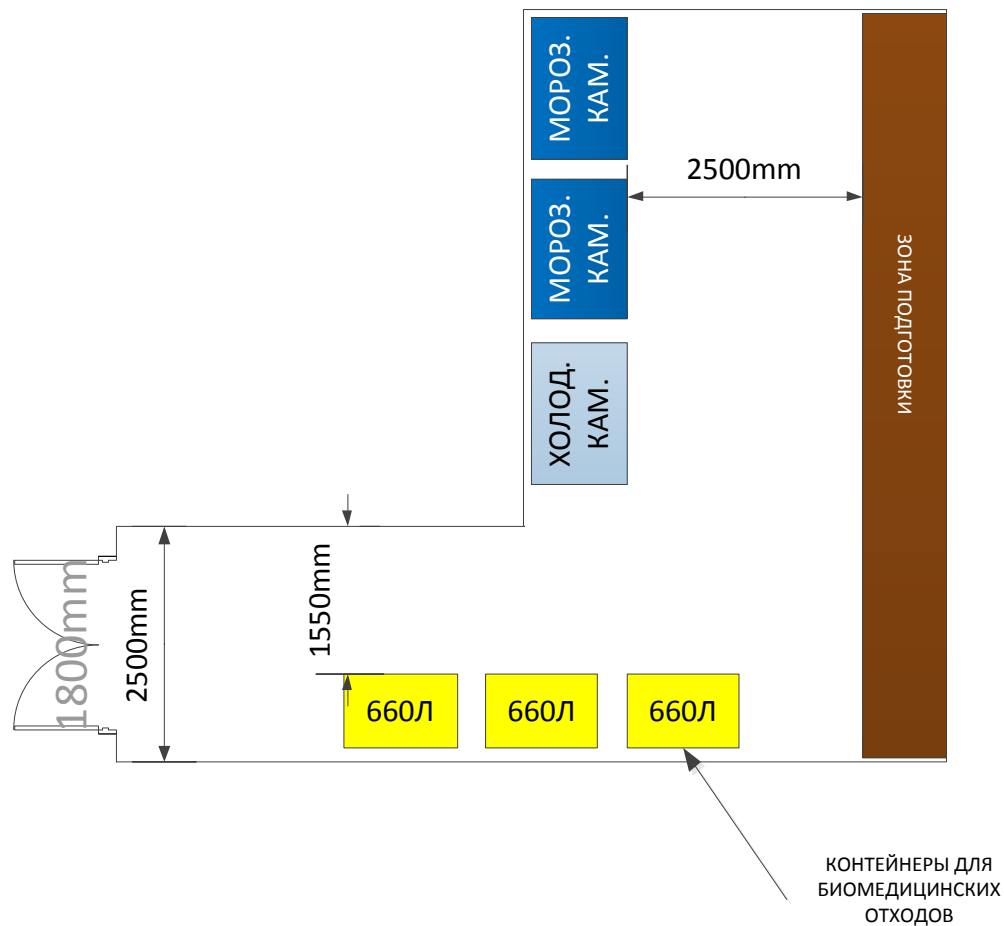 МОРОЗ.
КАМ.
2500mm
МОРОЗ.
КАМ.
ЗОНА ПОДГОТОВКИ
ХОЛОД.
КАМ.
1800mm
2500mm
1550mm
660Л
660Л
660Л
КОНТЕЙНЕРЫ ДЛЯ
БИОМЕДИЦИНСКИХ
ОТХОДОВ